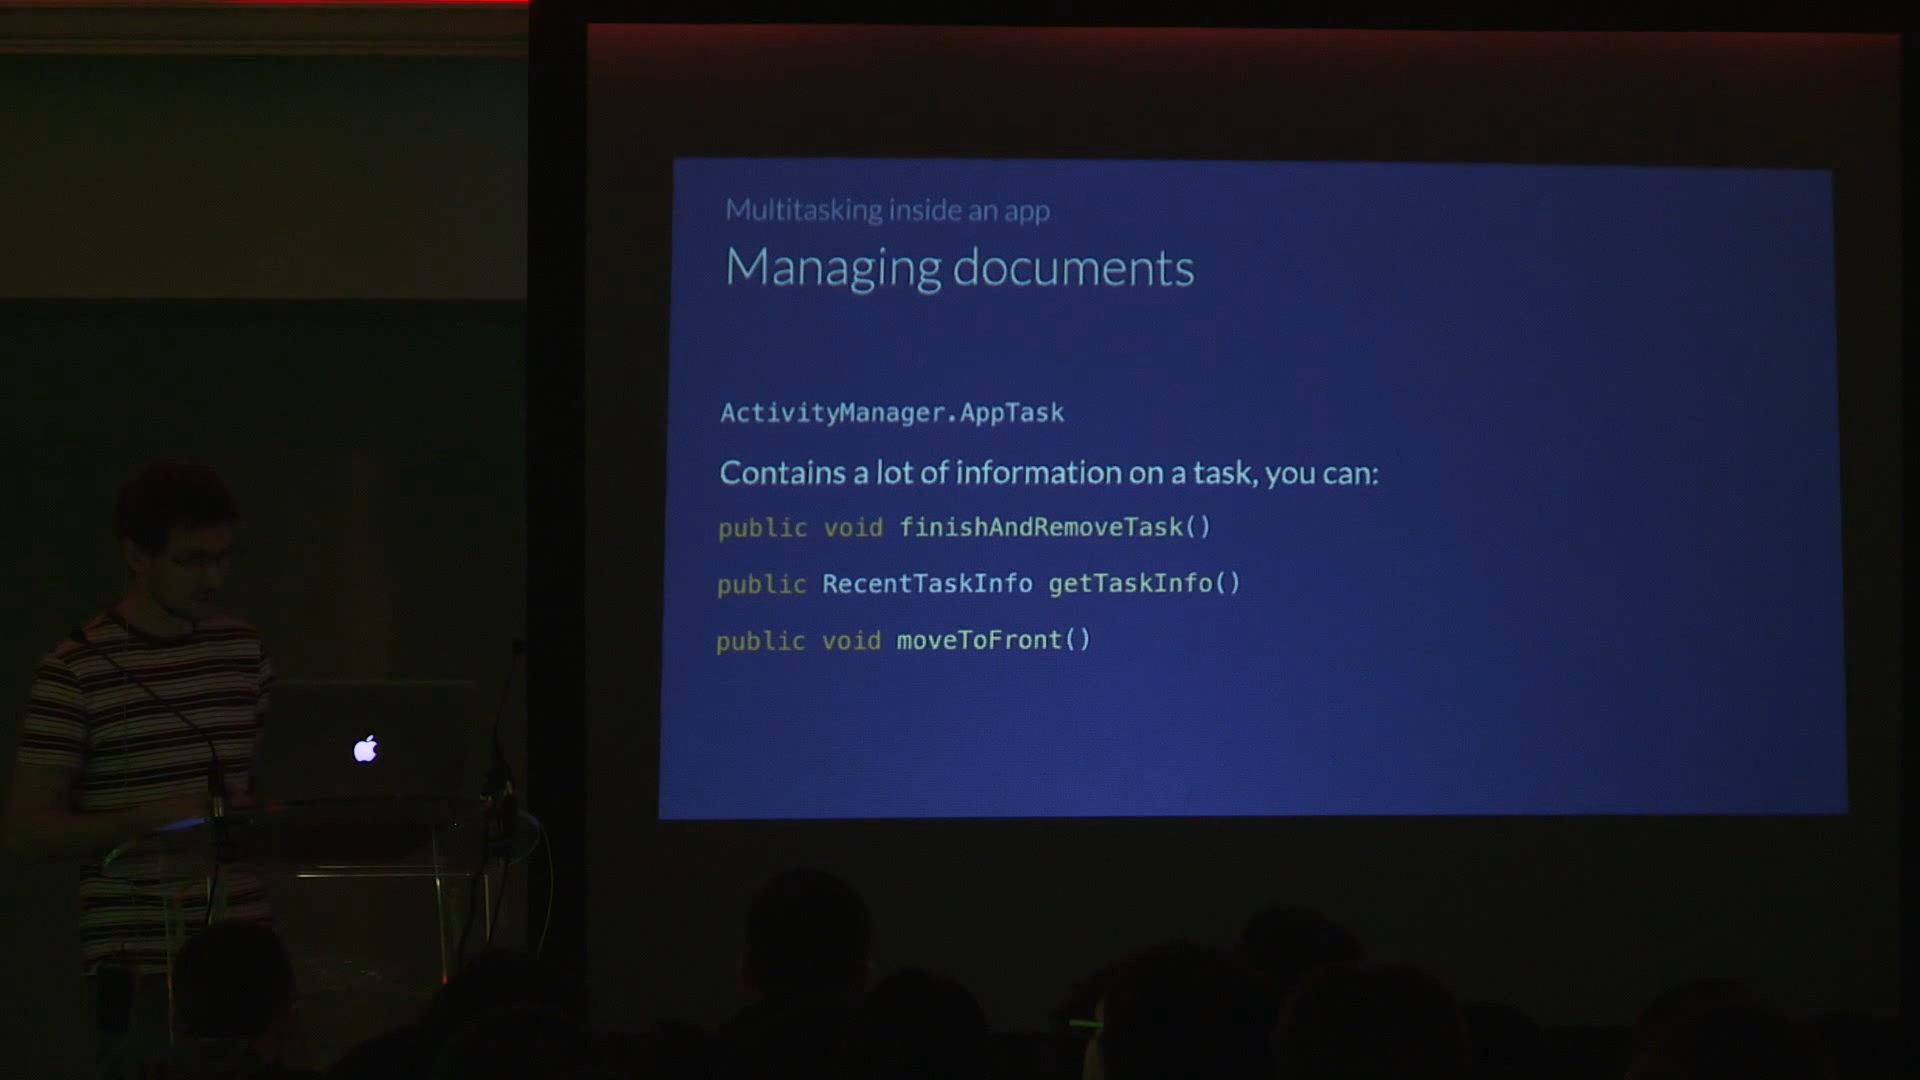 Multitasking inside an app
Managing documents
ActivityManager.AppTask
Contains a lot of information on a task, you can:
public void finishAndRemoveTask()
public RecentTaskInfo getTaskInfo()
public void moveToFront()